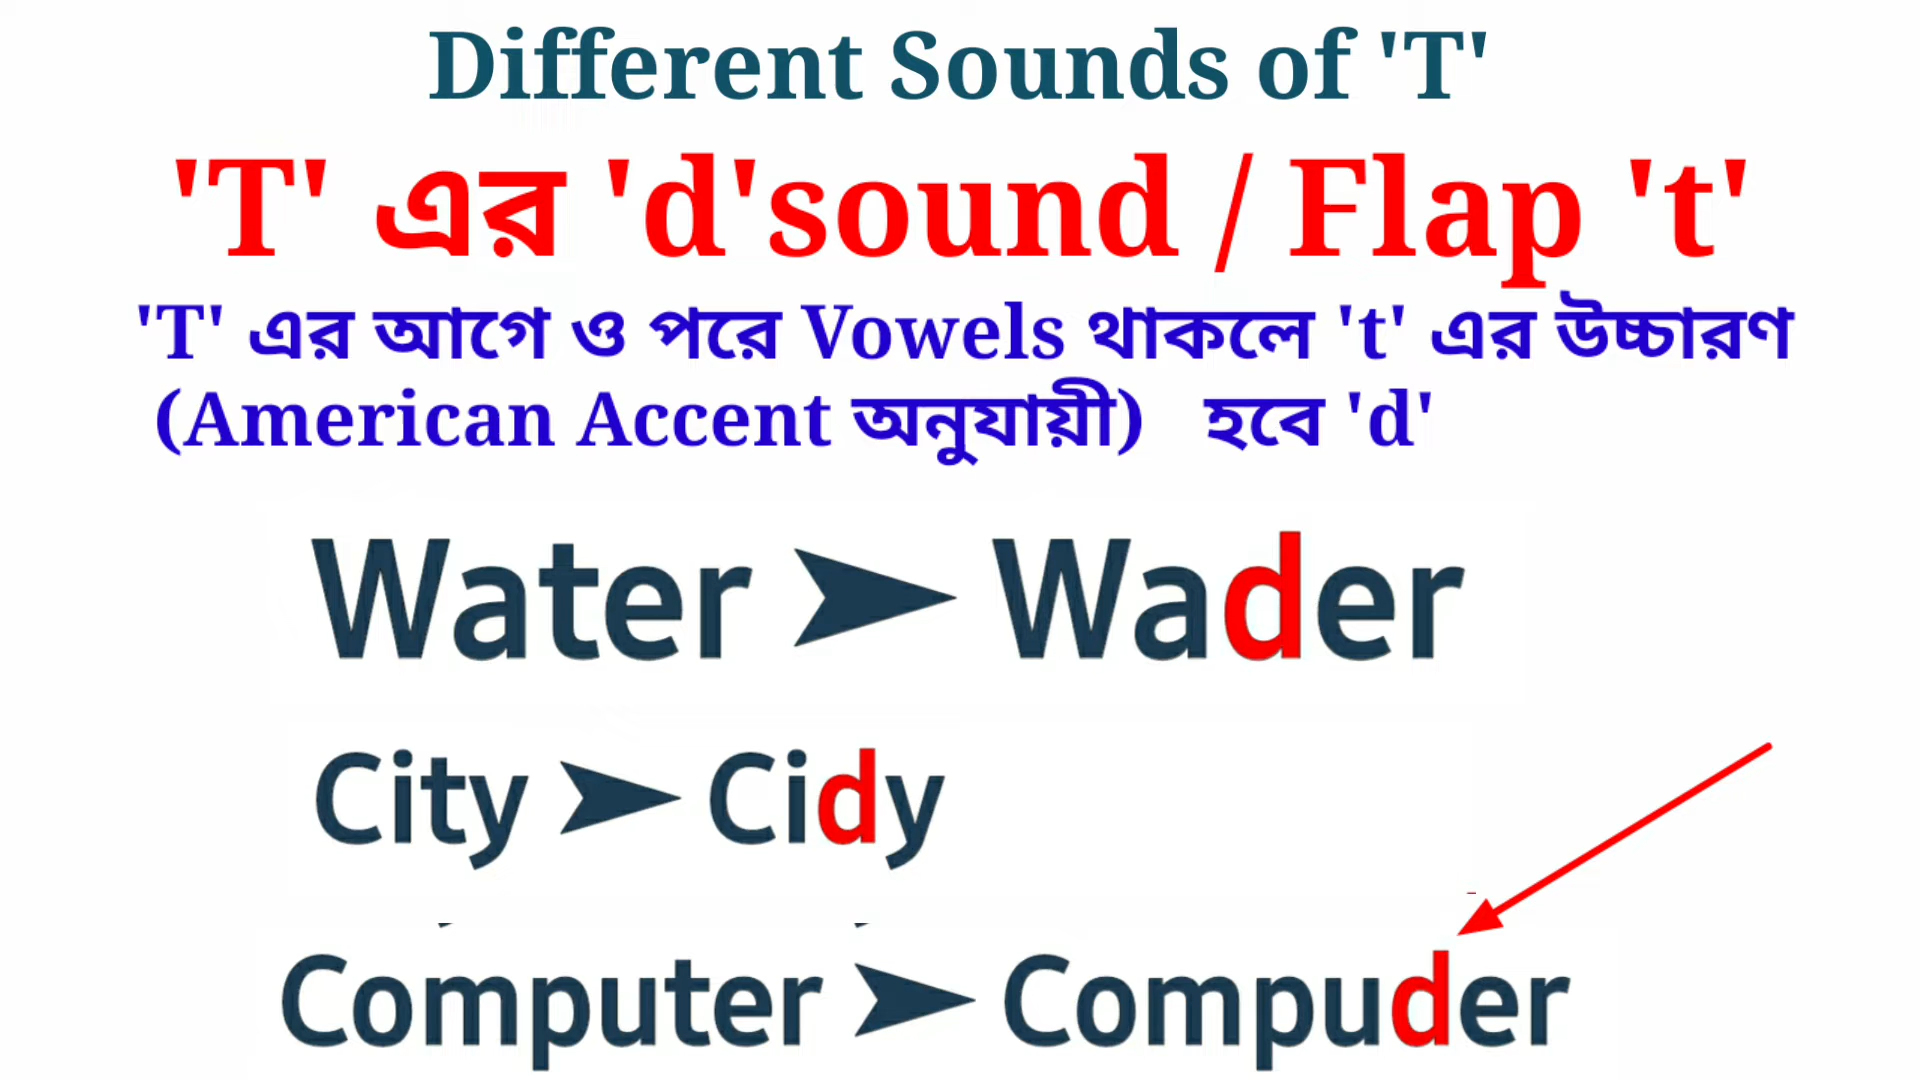 Different Sounds of 'T'
'T' এর 'd'sound / Flap 't'
'T' এর আগে ও পরে Vowels থাকলে 't' এর উচ্চারণ
(American Accent অনুযায়ী) হবে 'd'
Water ➤ Wader
City ➤ Cidy
Computer ➤ Compuder